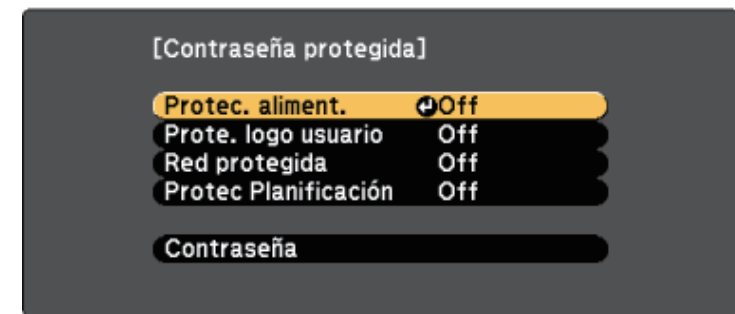 [Contraseña protegida]
Protec. aliment. Off
Prote. logo usuario Off
Red protegida Off
Protec Planificación Off
Contraseña